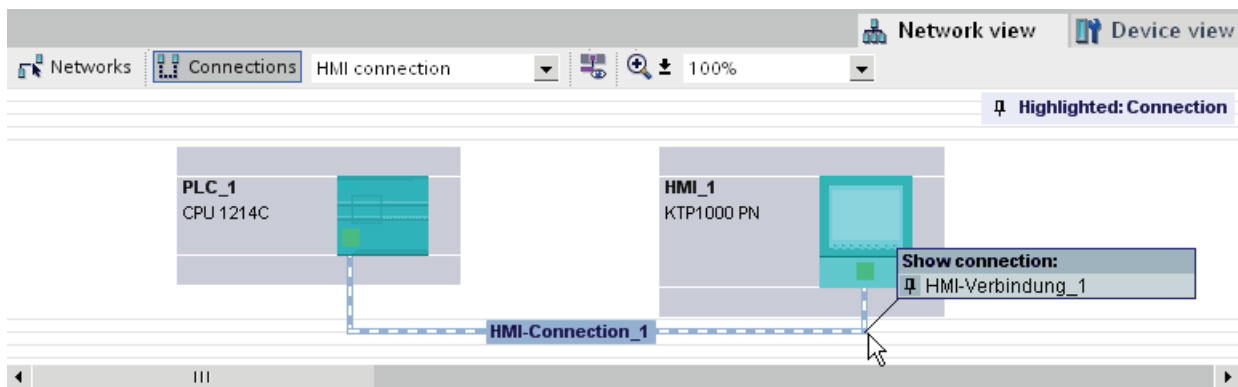 Network view
Device view
Networks
Connections
HMI connection
100%
Highlighted: Connection
PLC_1
CPU 1214C
HMI_1
KTP1000 PN
Show connection:
HMI-Verbindung_1
HMI-Connection_1